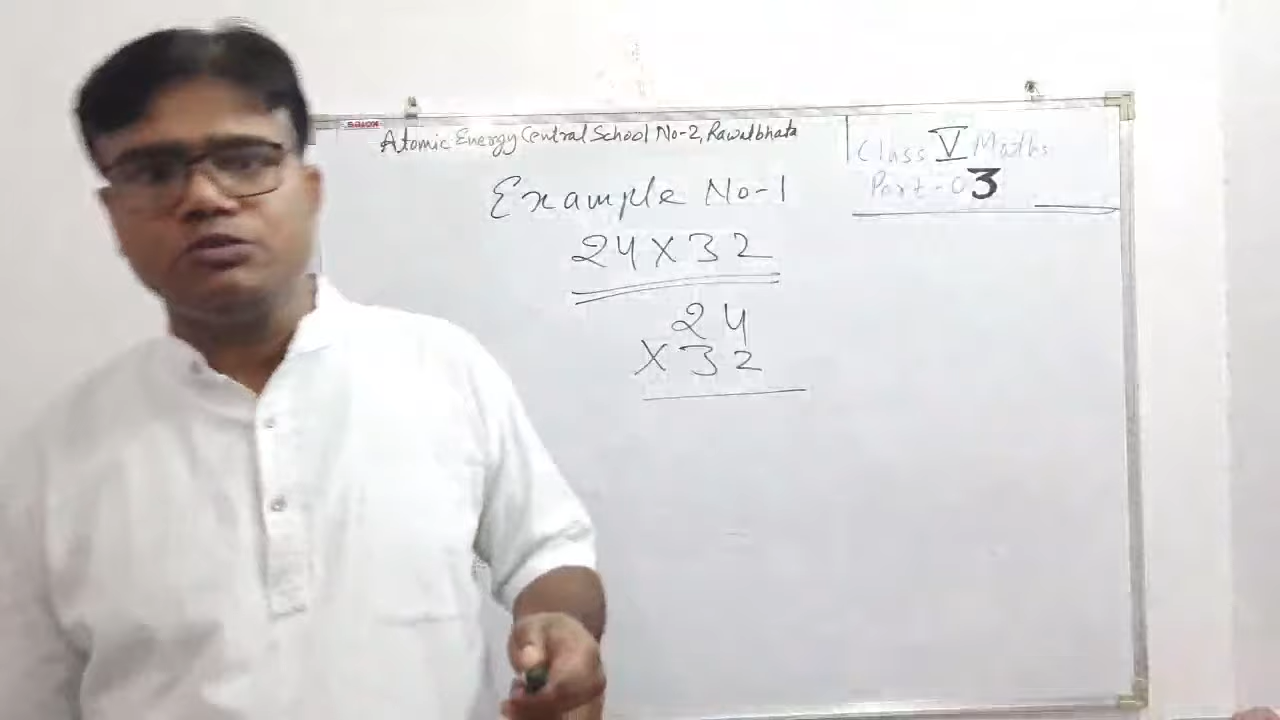 Atomic Energy Central School No-2, Rawatbhata
Class V Maths
Part-03
Example No-1
24 X 32
24
X 32